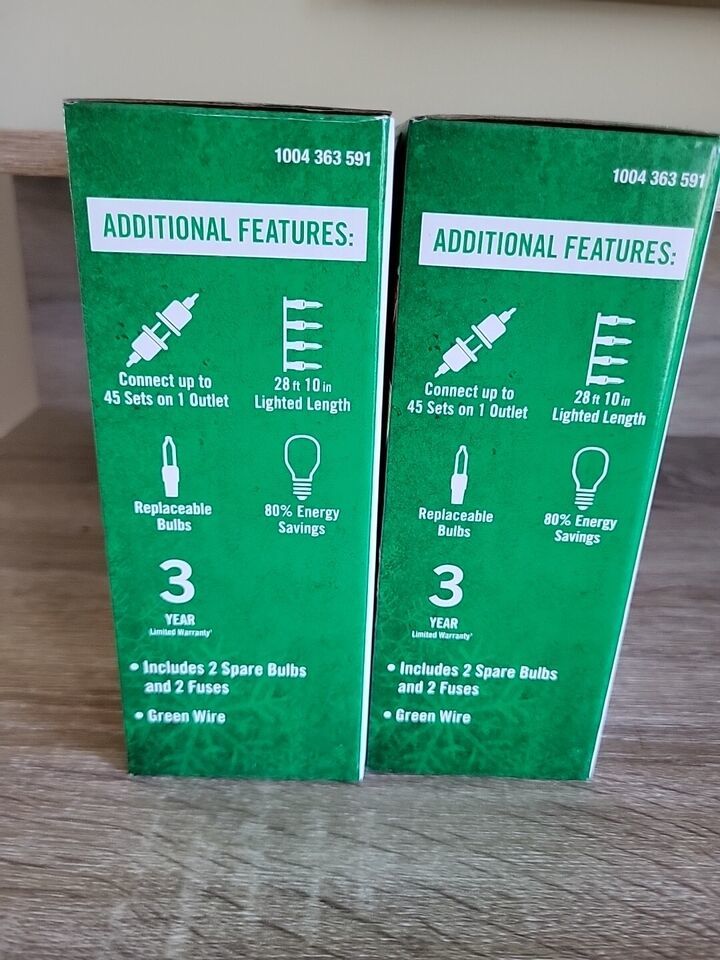 1004 363 591
ADDITIONAL FEATURES:
Connect up to
45 Sets on 1 Outlet
28 ft 10 in
Lighted Length
Replaceable
Bulbs
80% Energy
Savings
3
YEAR
Limited Warranty†
• Includes 2 Spare Bulbs
and 2 Fuses
• Green Wire
1004 363 591
ADDITIONAL FEATURES:
Connect up to
45 Sets on 1 Outlet
28 ft 10 in
Lighted Length
Replaceable
Bulbs
80% Energy
Savings
3
YEAR
Limited Warranty†
• Includes 2 Spare Bulbs
and 2 Fuses
• Green Wire